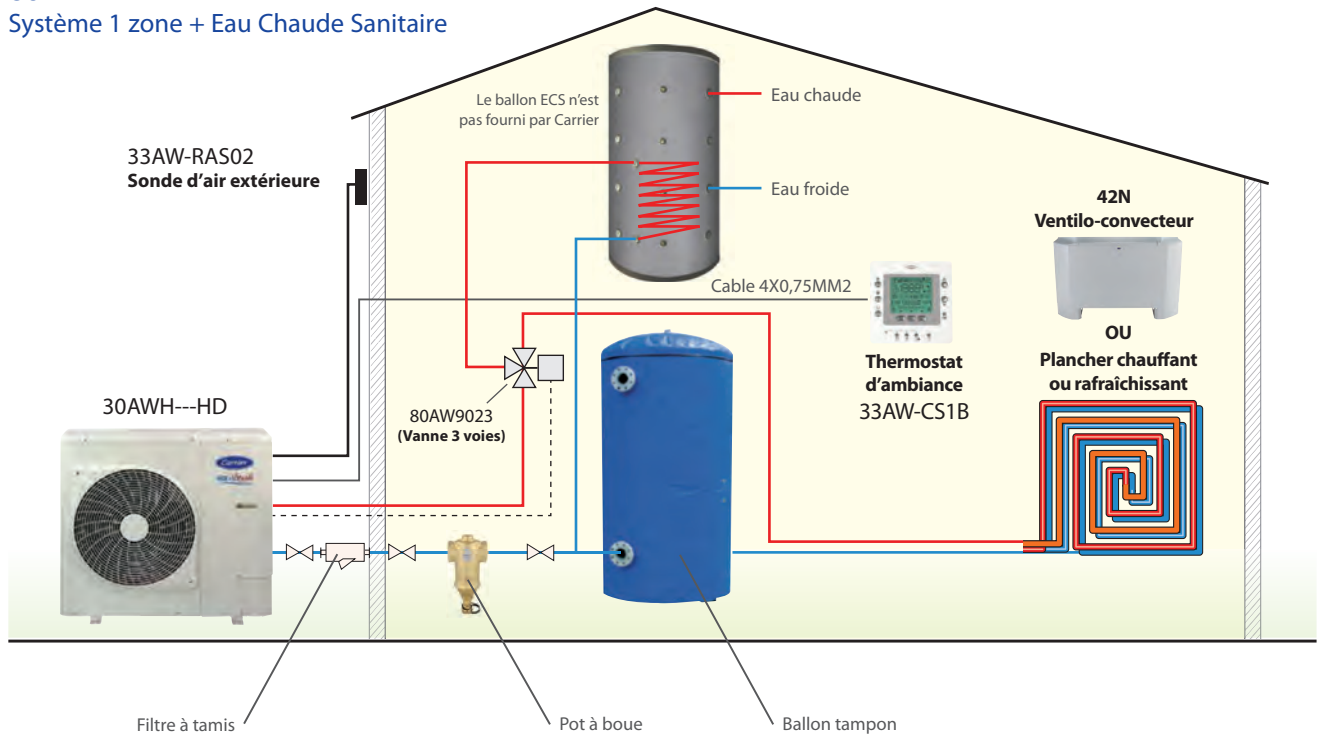 Système 1 zone + Eau Chaude Sanitaire
Le ballon ECS n'est
pas fourni par Carrier
Eau chaude
Eau froide
33AW-RAS02
Sonde d'air extérieure
42N
Ventilo-convecteur
Cable 4X0,75MM2
OU
Plancher chauffant
ou rafraîchissant
Thermostat
d'ambiance
33AW-CS1B
80AW9023
(Vanne 3 voies)
30AWH---HD
Carrier
Filtre à tamis
Pot à boue
Ballon tampon